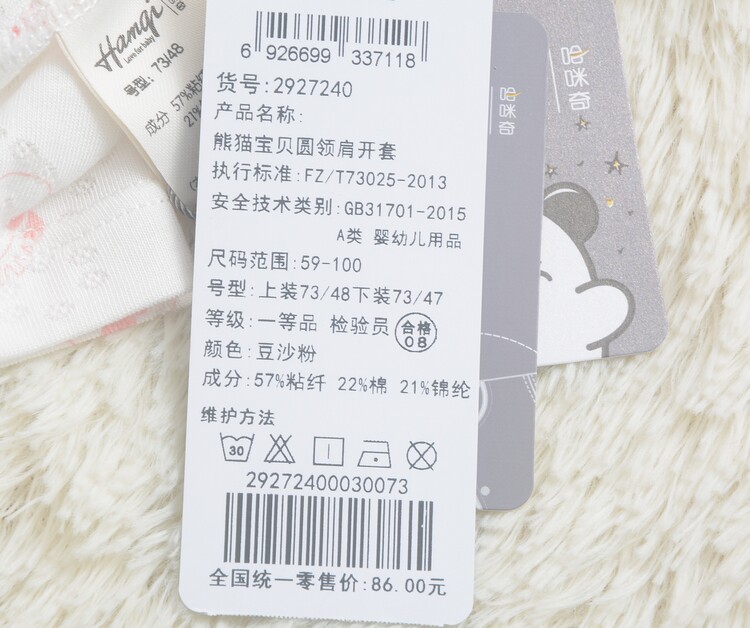 6 926699 337118
货号:2927240
产品名称:
熊猫宝贝圆领肩开套
执行标准:FZ/T73025-2013
安全技术类别:GB31701-2015
A类 婴幼儿用品
尺码范围:59-100
号型:上装73/48下装73/47
等级:一等品 检验员 合格
08
颜色:豆沙粉
成分:57%粘纤 22%棉 21%锦纶
维护方法
30
29272400030073
全国统一零售价:86.00元
Hamqi
Love for baby
号型: 73/48
成分 57%粘
21%
哈咪奇
哈咪奇